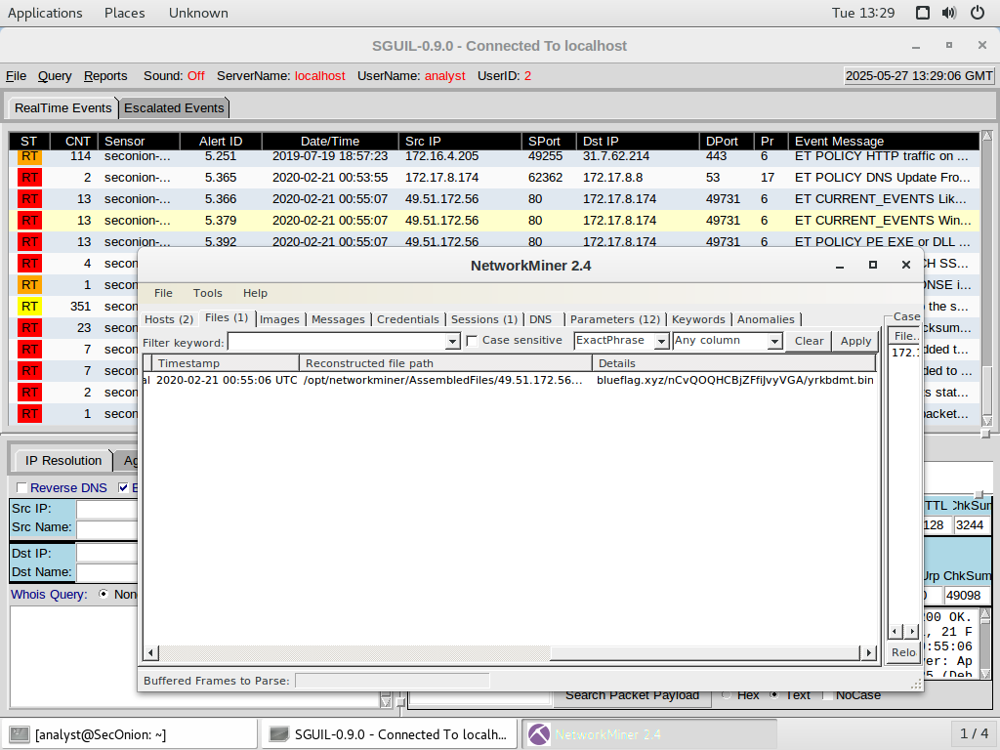 Applications Places Unknown Tue 13:29
SGUIL-0.9.0 - Connected To localhost
File Query Reports Sound: Off ServerName: localhost UserName: analyst UserID: 2 2025-05-27 13:29:06 GMT
RealTime Events Escalated Events
ST CNT Sensor Alert ID Date/Time Src IP SPort Dst IP DPort Pr Event Message
RT 114 seconion-... 5.251 2019-07-19 18:57:23 172.16.4.205 49255 31.7.62.214 443 6 ET POLICY HTTP traffic on ...
RT 2 seconion-... 5.365 2020-02-21 00:53:55 172.17.8.174 62362 172.17.8.8 53 17 ET POLICY DNS Update Fro...
RT 13 seconion-... 5.366 2020-02-21 00:55:07 49.51.172.56 80 172.17.8.174 49731 6 ET CURRENT_EVENTS Lik...
RT 13 seconion-... 5.379 2020-02-21 00:55:07 49.51.172.56 80 172.17.8.174 49731 6 ET CURRENT_EVENTS Win...
RT 13 seconion-... 5.392 2020-02-21 00:55:07 49.51.172.56 80 172.17.8.174 49731 6 ET POLICY PE EXE or DLL ...
RT 4 secon CH SS...
RT 1 secon ONSE i...
RT 351 secon o the s...
RT 23 secon cksum...
RT 7 secon dded t...
RT 7 secon ded to ...
RT 2 secon s stat...
RT 1 secon packet...
NetworkMiner 2.4
File Tools Help
Hosts (2) Files (1) Images Messages Credentials Sessions (1) DNS Parameters (12) Keywords Anomalies
Filter keyword: Case sensitive ExactPhrase Any column Clear Apply
Timestamp Reconstructed file path Details
al 2020-02-21 00:55:06 UTC /opt/networkminer/AssembledFiles/49.51.172.56... blueflag.xyz/nCvQOQHCBjZFfiJvyVGA/yrkbdmt.bin
Case
File..
172.1
Relo
Buffered Frames to Parse:
IP Resolution Ag
Reverse DNS E
Src IP:
Src Name:
Dst IP:
Dst Name:
Whois Query: Non
TTL ChkSum
128 3244
Urp ChkSum
0 49098
200 OK.
, 21 F
:55:06
ver: Ap
25 (Deb
Search Packet Payload Hex Text NoCase
[analyst@SecOnion: ~] SGUIL-0.9.0 - Connected To localh... NetworkMiner 2.4 1 / 4